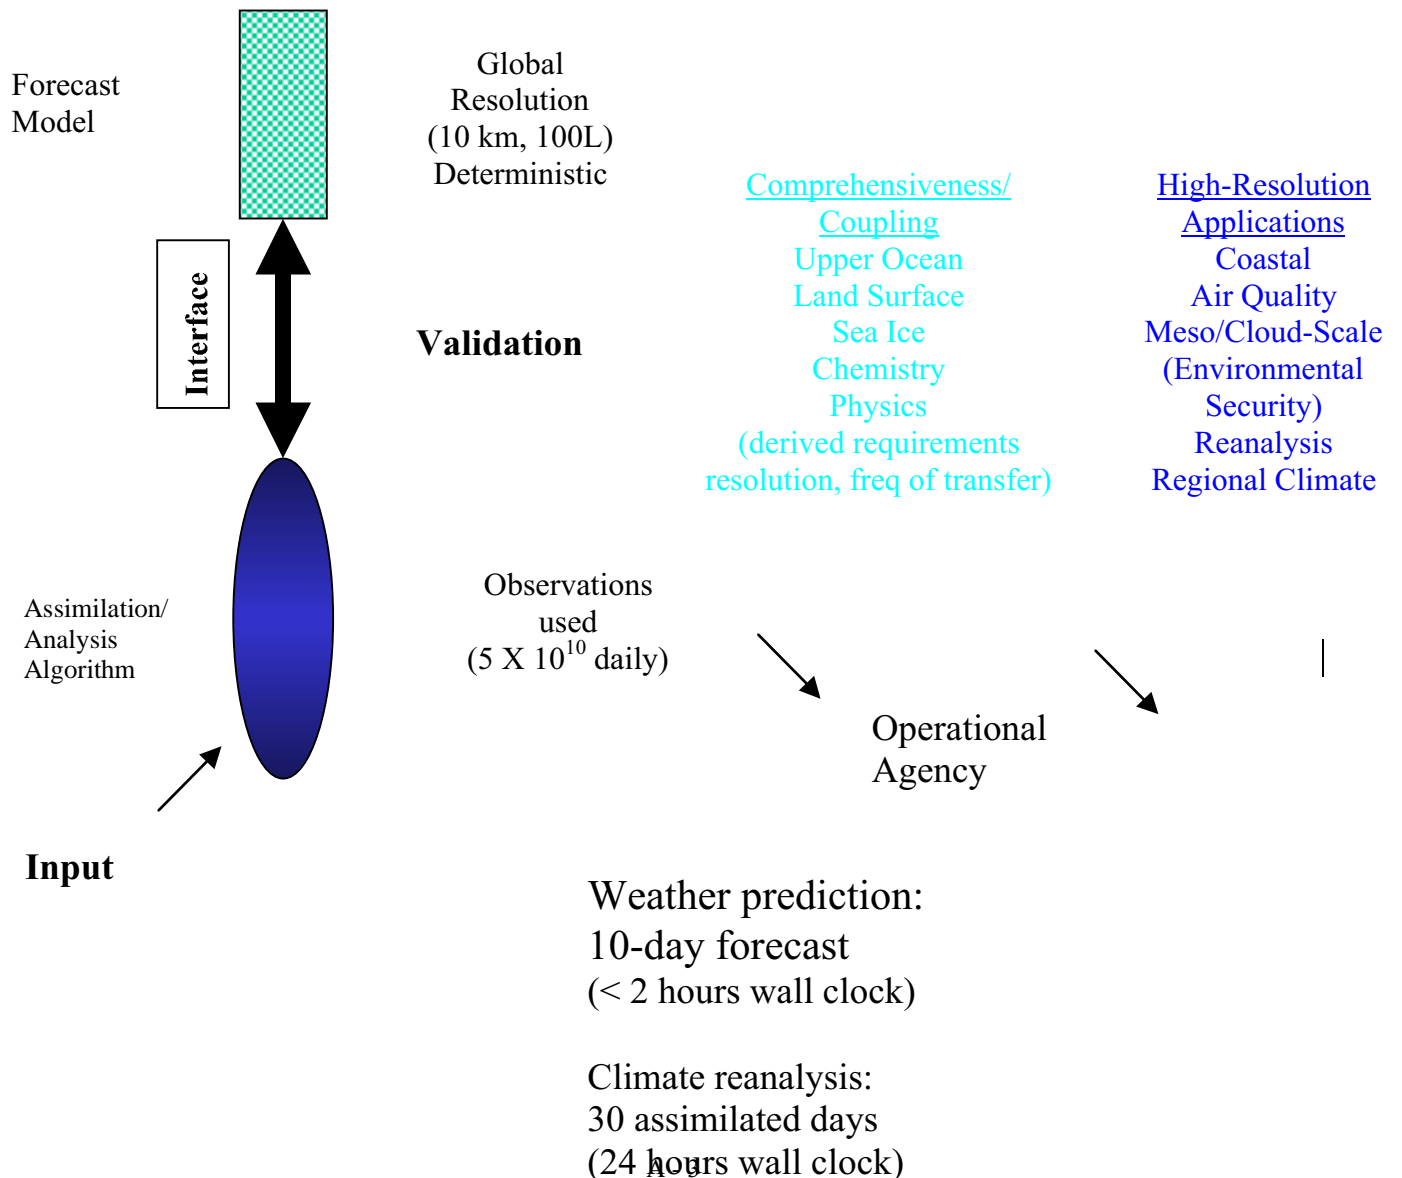 Forecast
Model
Global
Resolution
(10 km, 100L)
Deterministic
Comprehensiveness/
Coupling
Upper Ocean
Land Surface
Sea Ice
Chemistry
Physics
(derived requirements
resolution, freq of transfer)
High-Resolution
Applications
Coastal
Air Quality
Meso/Cloud-Scale
(Environmental
Security)
Reanalysis
Regional Climate
Interface
Validation
Assimilation/
Analysis
Algorithm
Observations
used
(5 X 10^10 daily)
Operational
Agency
Input
Weather prediction:
10-day forecast
(< 2 hours wall clock)
Climate reanalysis:
30 assimilated days
(24 hours wall clock)
A - 3